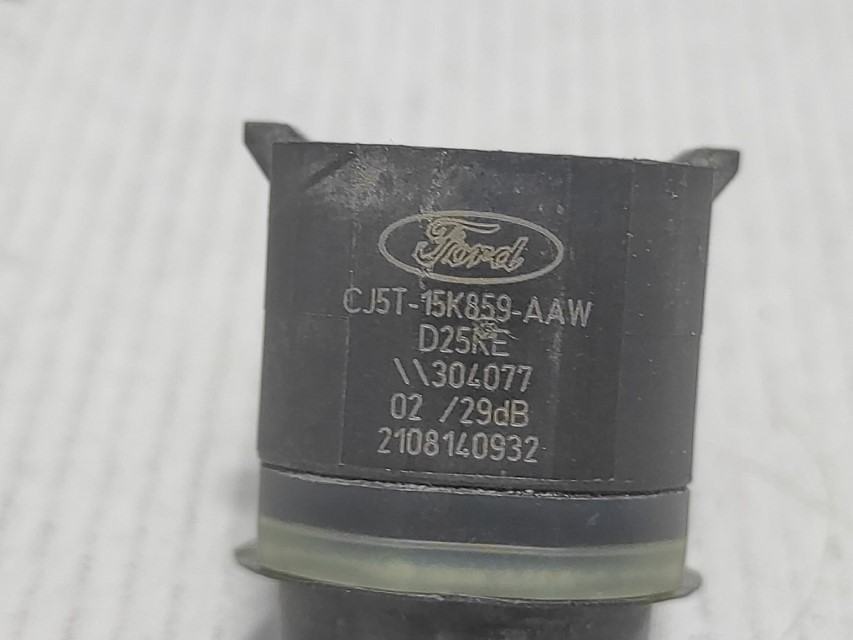 Ford
CJ5T-15K859-AAW
D25KE
\\304077
02 /29dB
2108140932